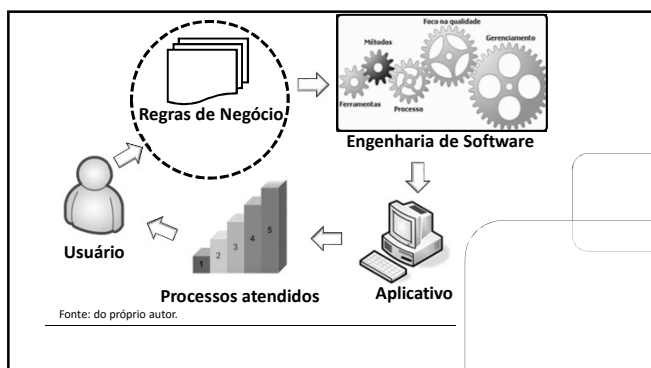 Foco na qualidade
Métodos
Gerenciamento
Ferramentas
Processo
Regras de Negócio
Engenharia de Software
Usuário
1
2
3
4
5
Processos atendidos
Aplicativo
Fonte: do próprio autor.